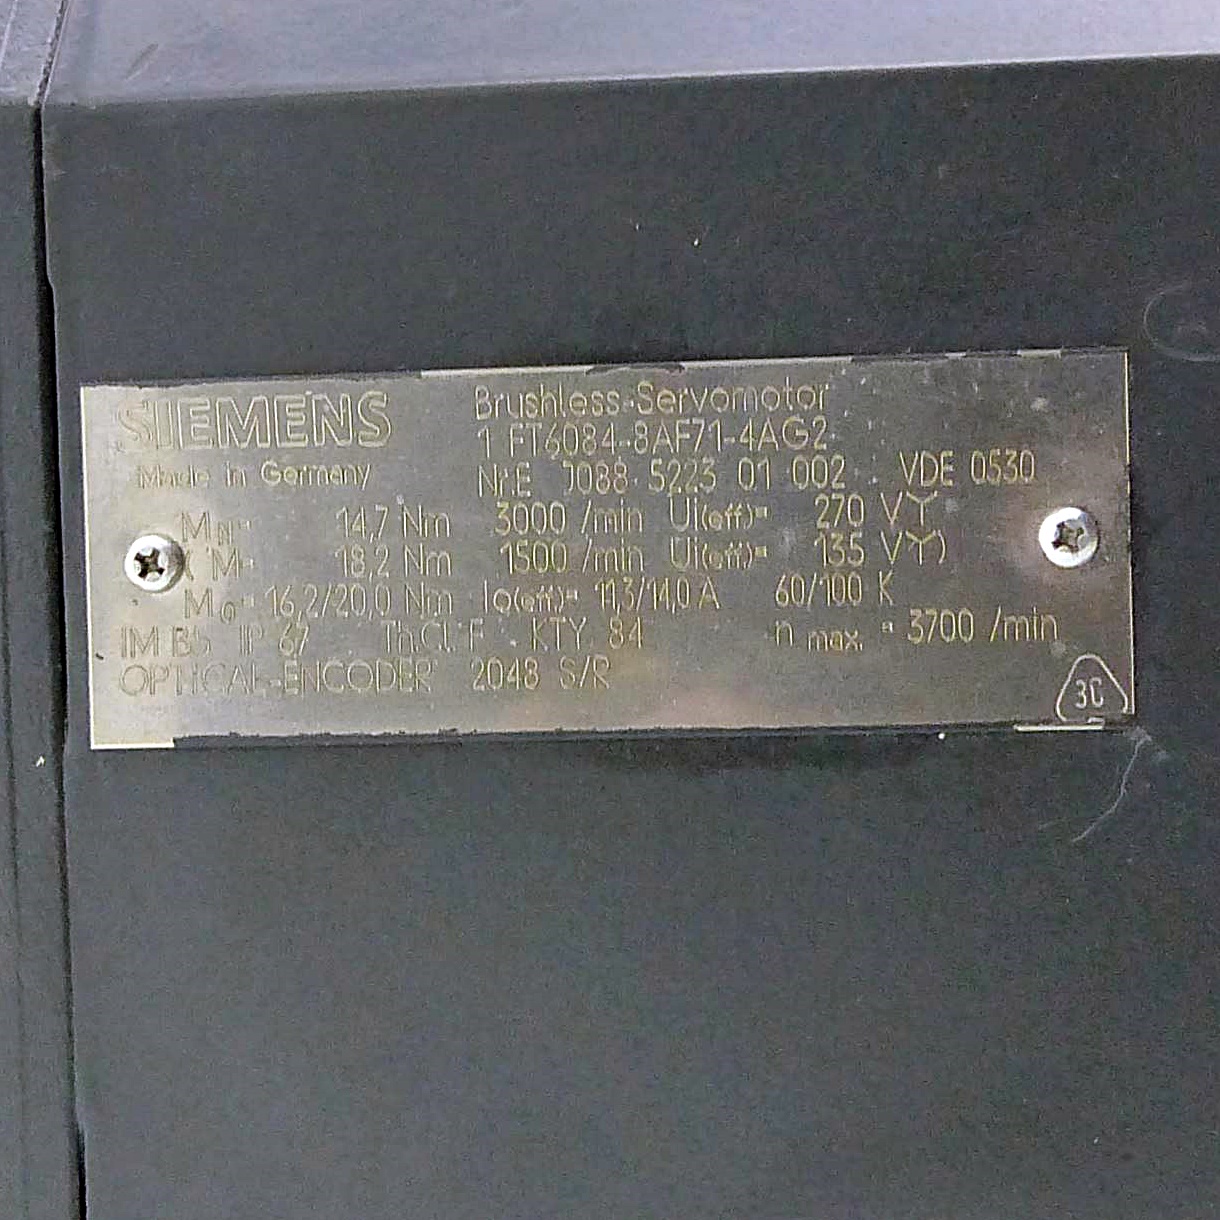 SIEMENS
Made in Germany
Brushless-Servomotor
1 FT6084-8AF71-4AG2
Nr.E J088 5223 01 002 VDE 0530
M N = 14,7 Nm 3000 /min Ui(eff)= 270 V Y
( M = 18,2 Nm 1500 /min Ui(eff)= 135 V Y)
M o = 16,2/20,0 Nm Io(eff)= 11,3/14,0 A 60/100 K
IM B5 IP 67 Th.Cl. F KTY 84 n max. = 3700 /min
OPTICAL-ENCODER 2048 S/R
3C